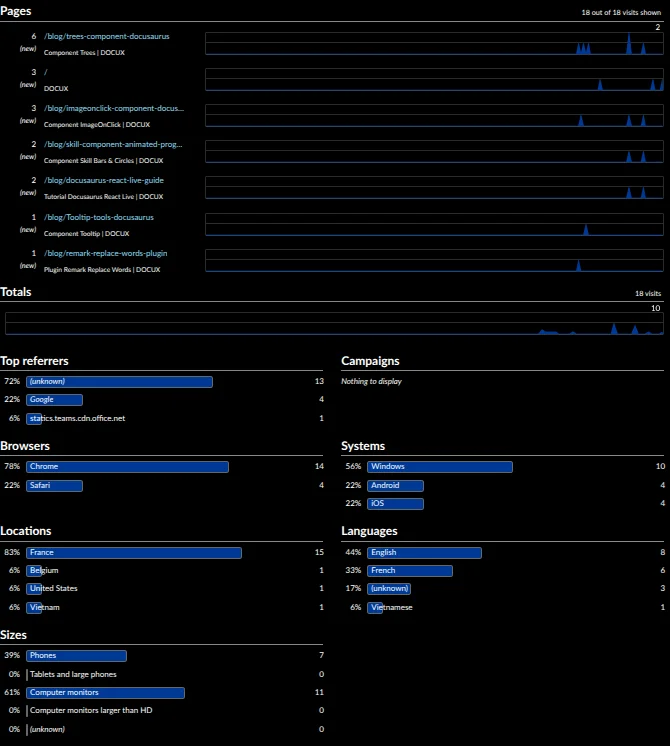 Pages 18 out of 18 visits shown
2
6 /blog/trees-component-docusaurus
(new) Component Trees | DOCUX
3 /
(new) DOCUX
3 /blog/imageonclick-component-docus...
(new) Component ImageOnClick | DOCUX
2 /blog/skill-component-animated-prog...
(new) Component Skill Bars & Circles | DOCUX
2 /blog/docusaurus-react-live-guide
(new) Tutorial Docusaurus React Live | DOCUX
1 /blog/Tooltip-tools-docusaurus
(new) Component Tooltip | DOCUX
1 /blog/remark-replace-words-plugin
(new) Plugin Remark Replace Words | DOCUX
Totals 18 visits
10
Top referrers
72% (unknown) 13
22% Google 4
6% statics.teams.cdn.office.net 1
Campaigns
Nothing to display
Browsers
78% Chrome 14
22% Safari 4
Systems
56% Windows 10
22% Android 4
22% iOS 4
Locations
83% France 15
6% Belgium 1
6% United States 1
6% Vietnam 1
Languages
44% English 8
33% French 6
17% (unknown) 3
6% Vietnamese 1
Sizes
39% Phones 7
0% Tablets and large phones 0
61% Computer monitors 11
0% Computer monitors larger than HD 0
0% (unknown) 0